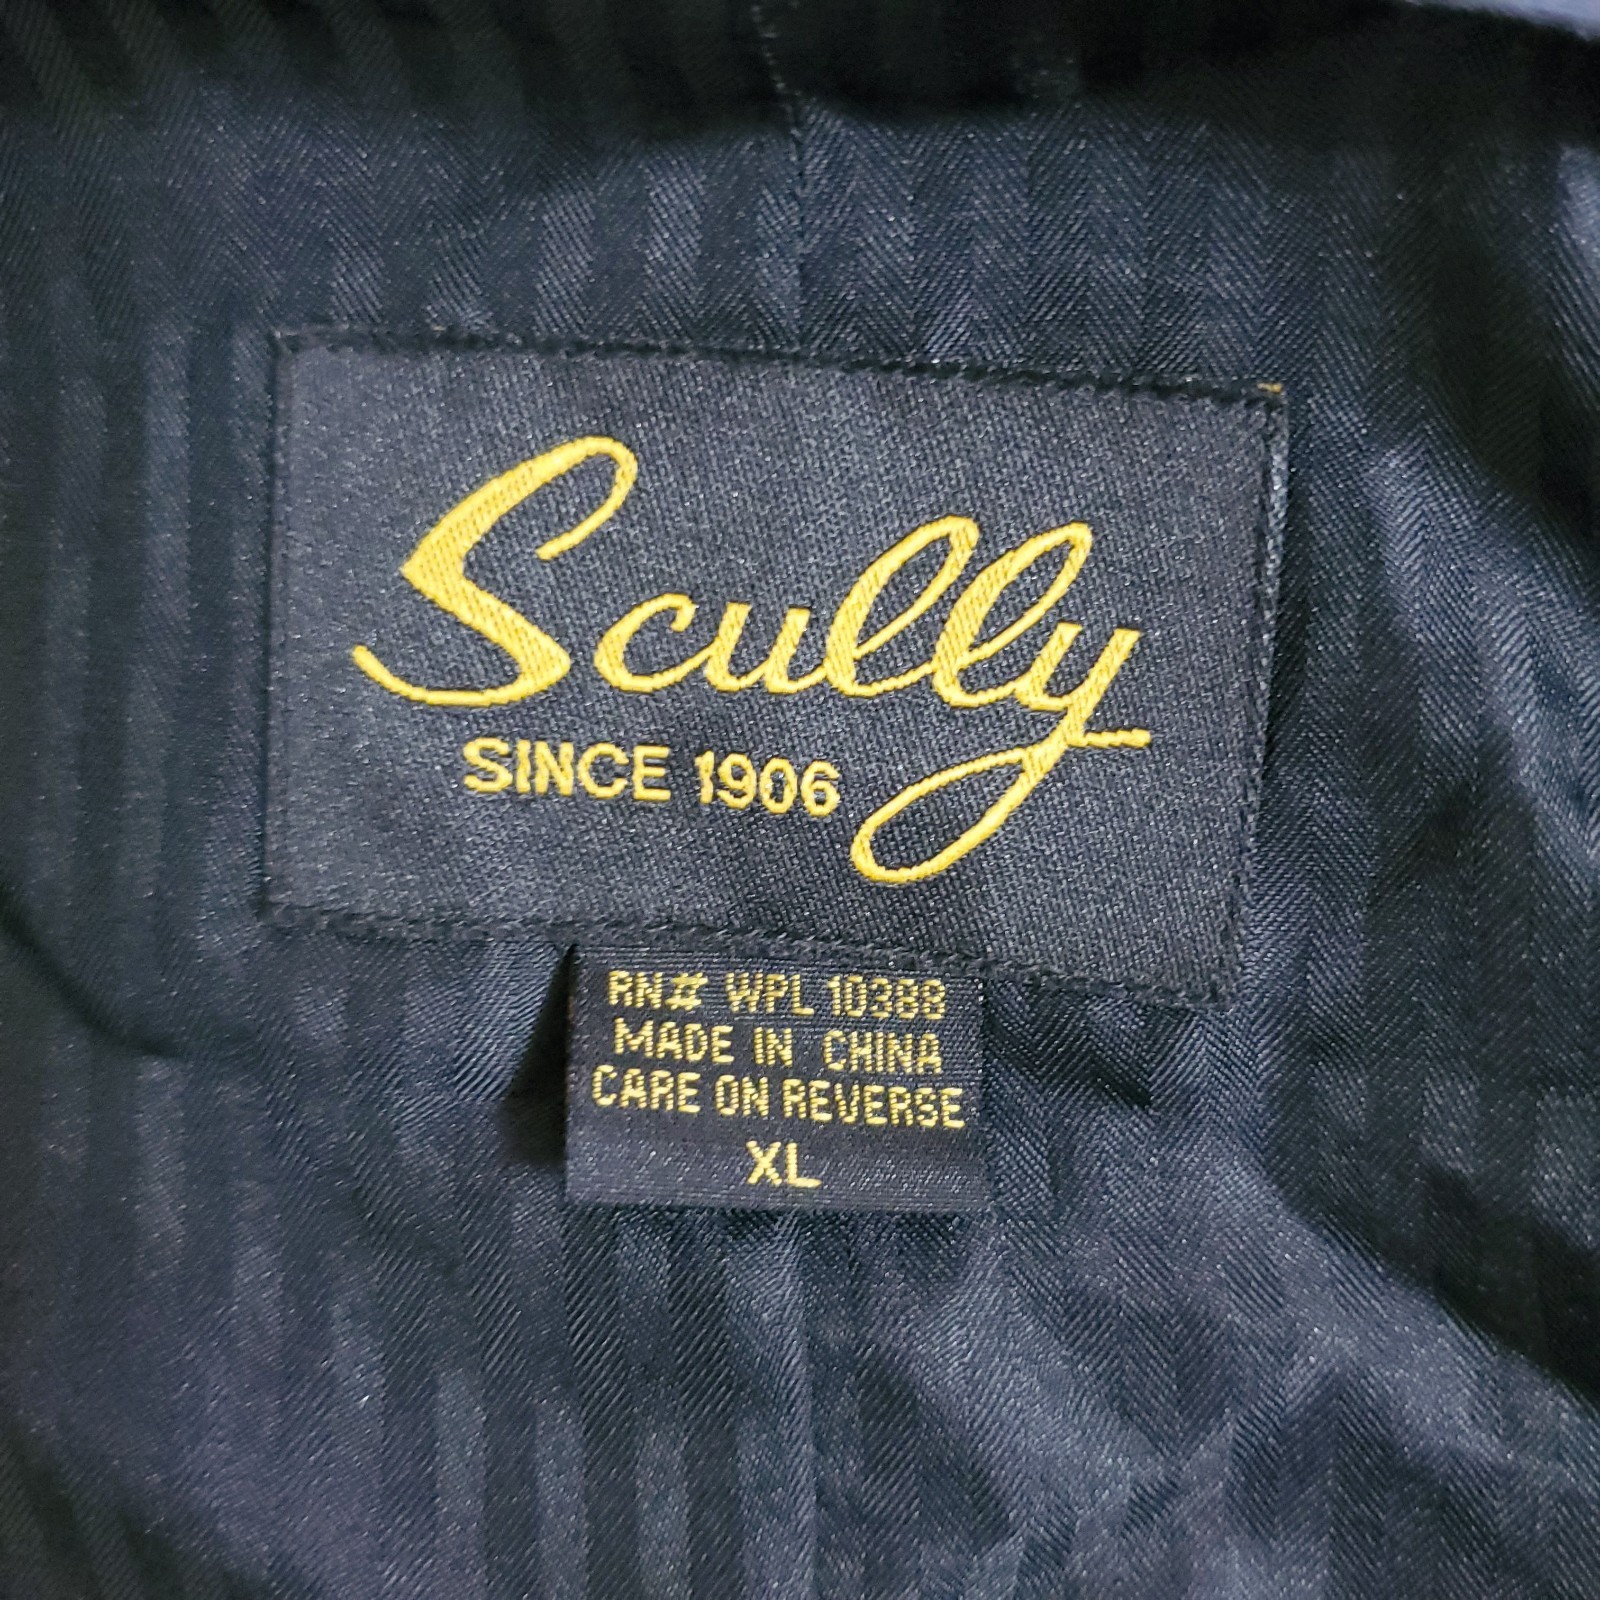 Scully
SINCE 1906
RN# WPL 10388
MADE IN CHINA
CARE ON REVERSE
XL